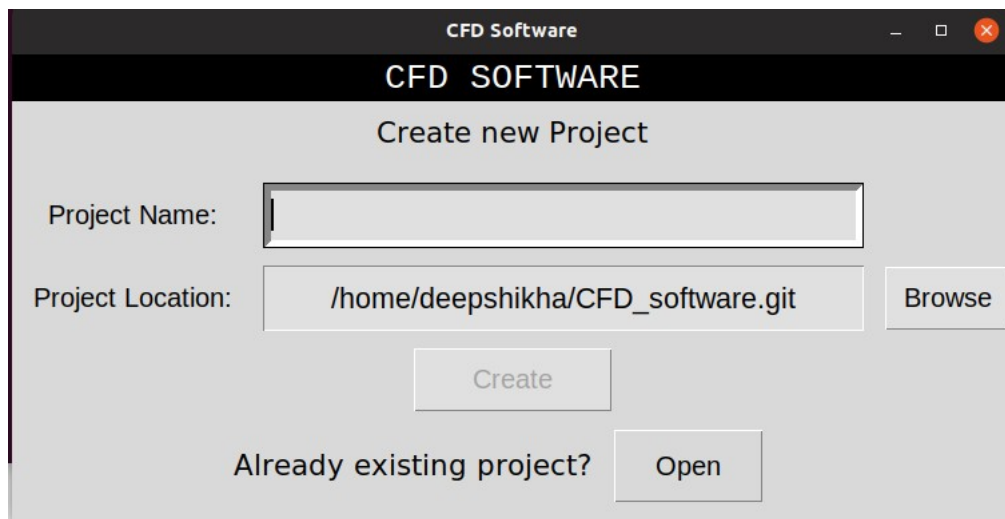 CFD Software
CFD SOFTWARE
Create new Project
Project Name:
Project Location: /home/deepshikha/CFD_software.git Browse
Create
Already existing project? Open